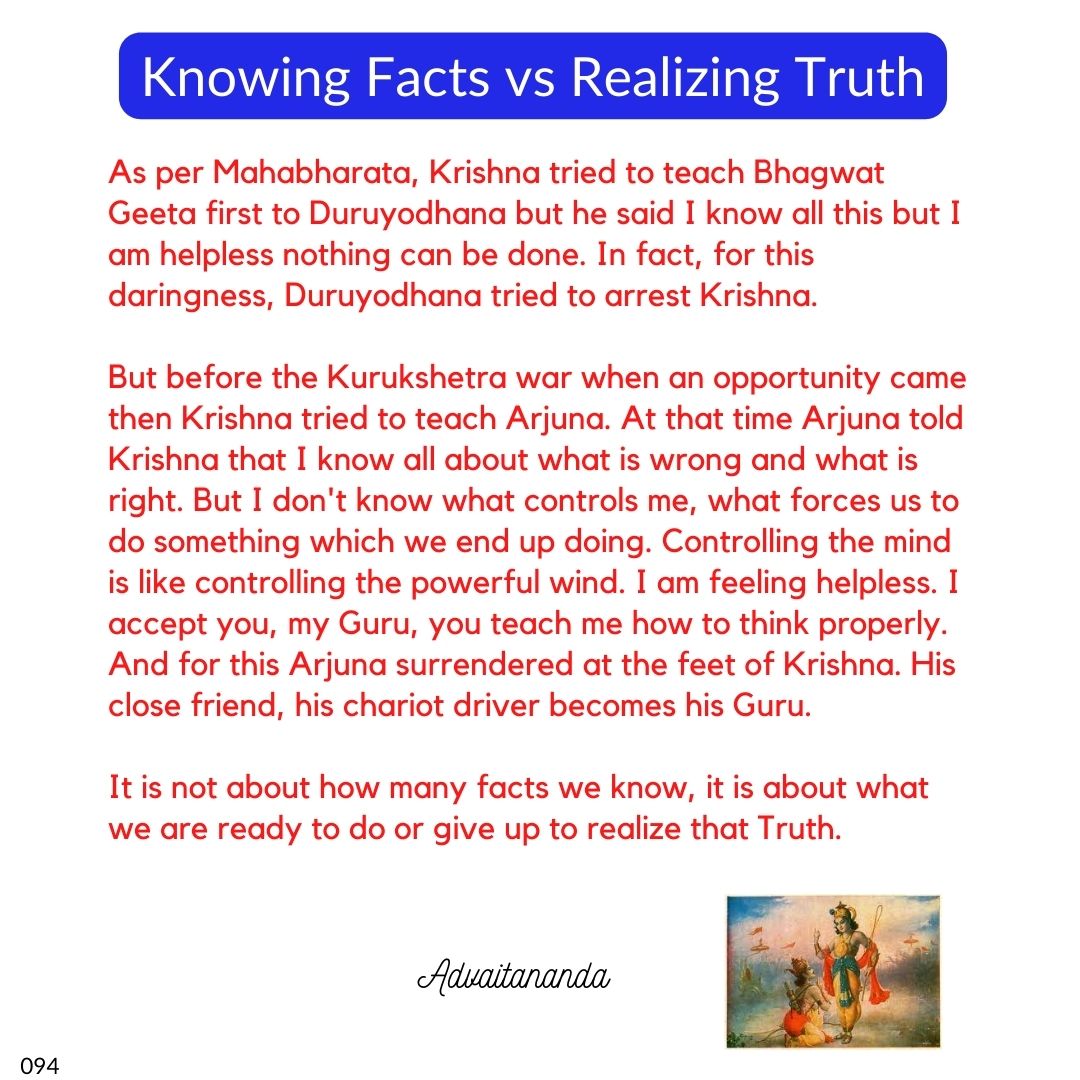 Knowing Facts vs Realizing Truth
As per Mahabharata, Krishna tried to teach Bhagwat
Geeta first to Duruyodhana but he said I know all this but I
am helpless nothing can be done. In fact, for this
daringness, Duruyodhana tried to arrest Krishna.
But before the Kurukshetra war when an opportunity came
then Krishna tried to teach Arjuna. At that time Arjuna told
Krishna that I know all about what is wrong and what is
right. But I don't know what controls me, what forces us to
do something which we end up doing. Controlling the mind
is like controlling the powerful wind. I am feeling helpless. I
accept you, my Guru, you teach me how to think properly.
And for this Arjuna surrendered at the feet of Krishna. His
close friend, his chariot driver becomes his Guru.
It is not about how many facts we know, it is about what
we are ready to do or give up to realize that Truth.
Advaitananda
094